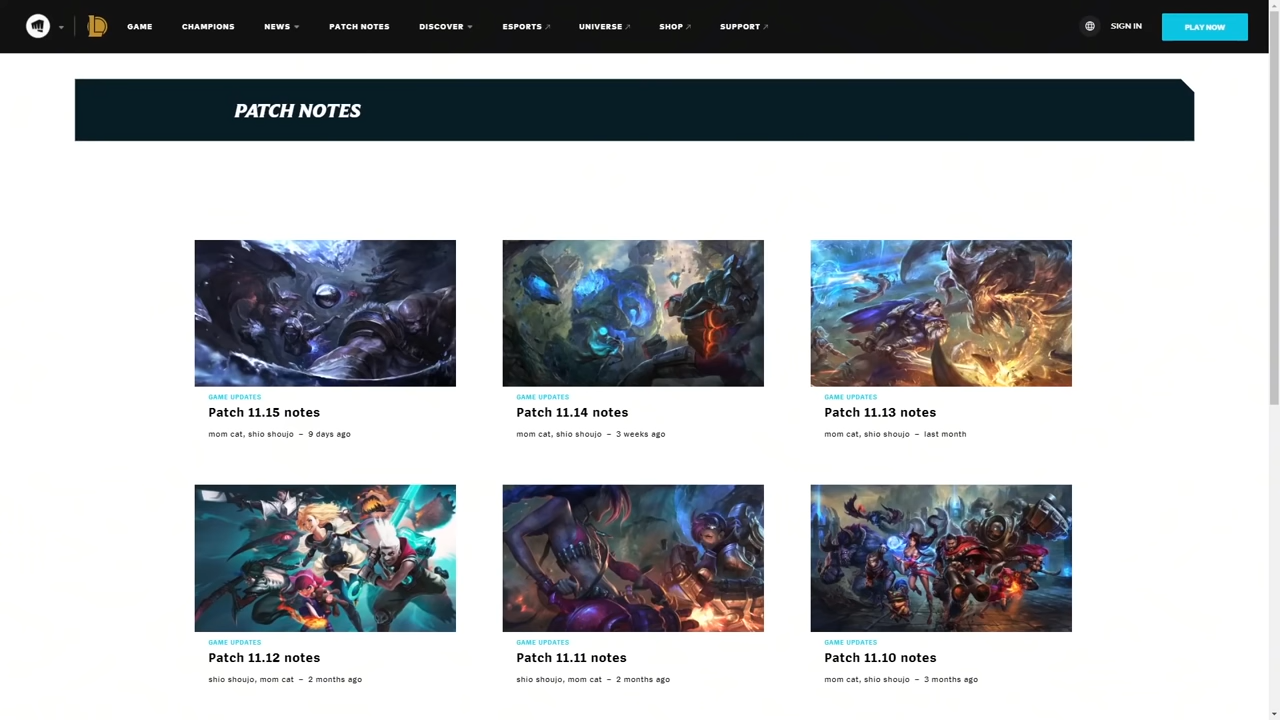 GAME
CHAMPIONS
NEWS
PATCH NOTES
DISCOVER
ESPORTS
UNIVERSE
SHOP
SUPPORT
SIGN IN
PLAY NOW
PATCH NOTES
GAME UPDATES
Patch 11.15 notes
mom cat, shio shoujo – 9 days ago
GAME UPDATES
Patch 11.14 notes
mom cat, shio shoujo – 3 weeks ago
GAME UPDATES
Patch 11.13 notes
mom cat, shio shoujo – last month
GAME UPDATES
Patch 11.12 notes
shio shoujo, mom cat – 2 months ago
GAME UPDATES
Patch 11.11 notes
shio shoujo, mom cat – 2 months ago
GAME UPDATES
Patch 11.10 notes
mom cat, shio shoujo – 3 months ago